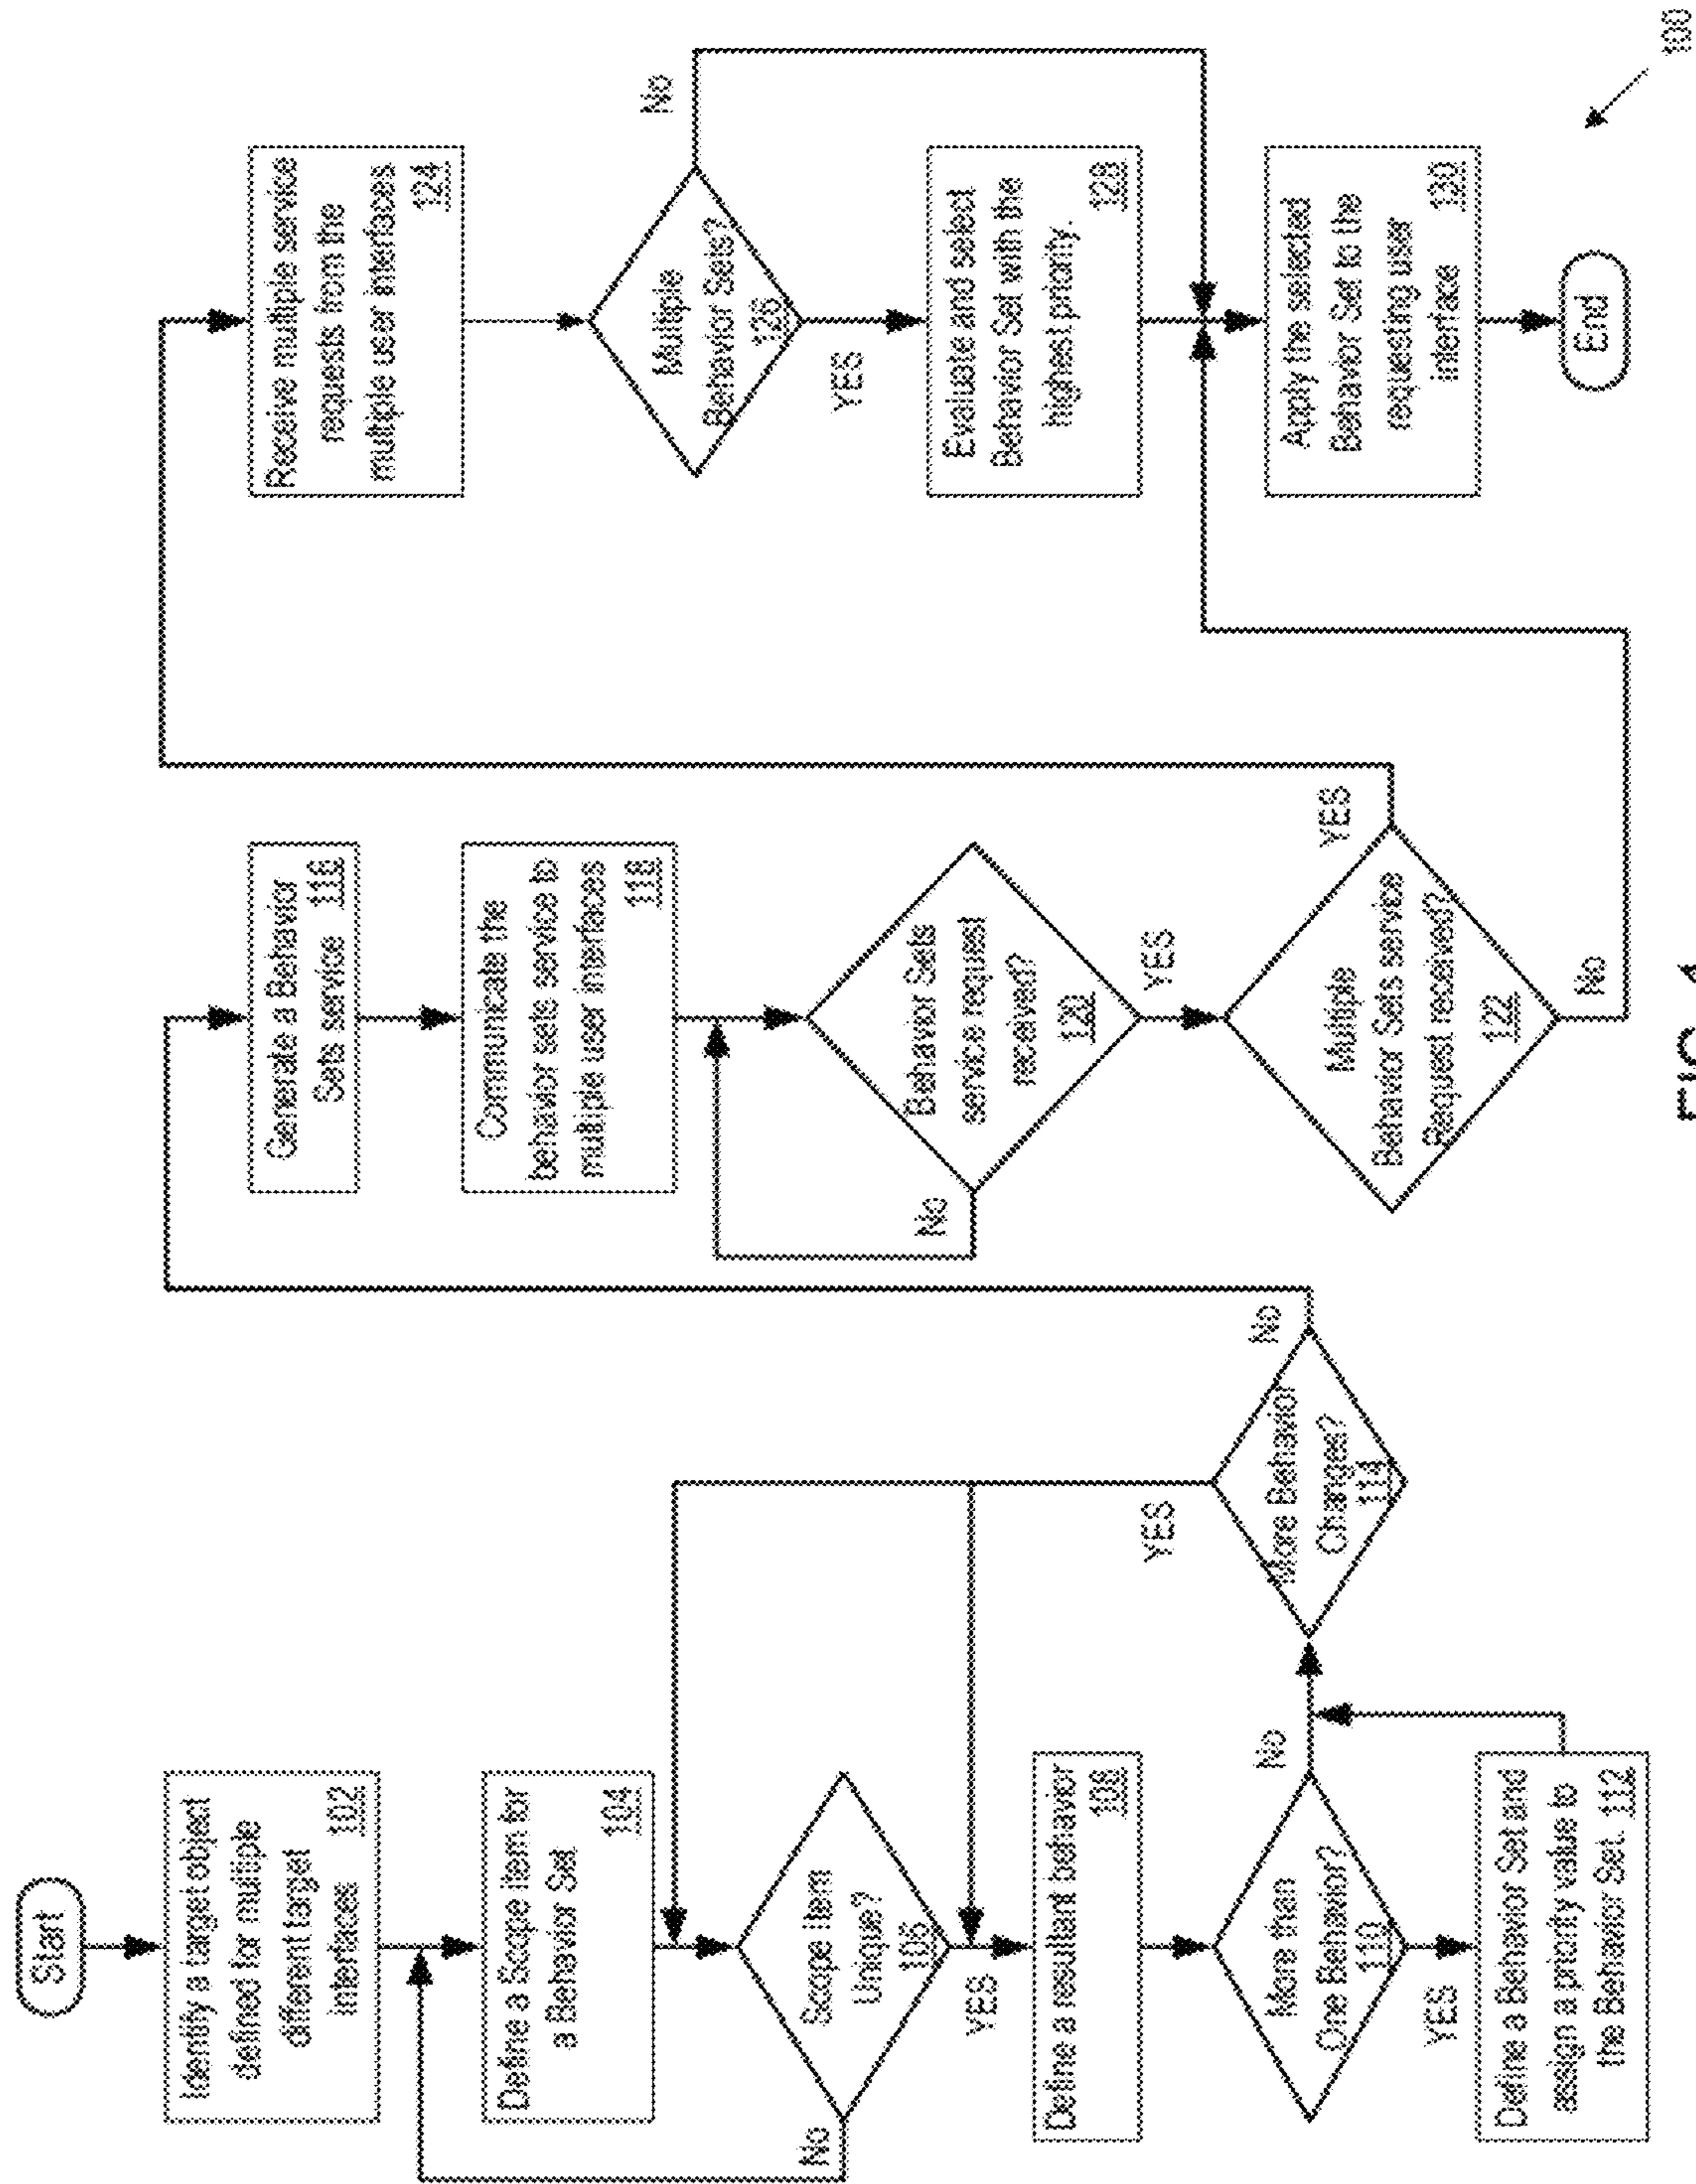 Start
Identify a target object
defined for multiple
different target
interfaces 102
Define a Scope Item for
a Behavior Set 104
Scope Item
Unique?
106
No
YES
Define a resultant behavior
108
More then
One Behavior?
110
No
YES
Define a Behavior Set and
assign a priority value to
the Behavior Set. 112
More Behavior
Changes?
114
YES
No
Generate a Behavior
Sets service 116
Communicate the
behavior sets service to
multiple user interfaces
118
Behavior Sets
service request
received?
120
No
YES
Multiple
Behavior Sets service
Request received?
122
YES
No
Receive multiple service
requests from the
multiple user interfaces
124
Multiple
Behavior Sets?
126
No
YES
Evaluate and select
Behavior Set with the
highest priority.
128
Apply the selected
Behavior Set to the
requesting user
interface 130
End
100